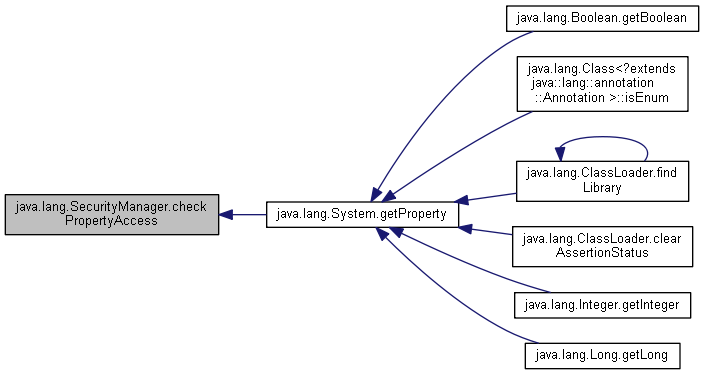 java.lang.Boolean.getBoolean
java.lang.Class<?extends
java::lang::annotation
::Annotation >::isEnum
java.lang.ClassLoader.find
Library
java.lang.SecurityManager.check
PropertyAccess
java.lang.System.getProperty
java.lang.ClassLoader.clear
AssertionStatus
java.lang.Integer.getInteger
java.lang.Long.getLong